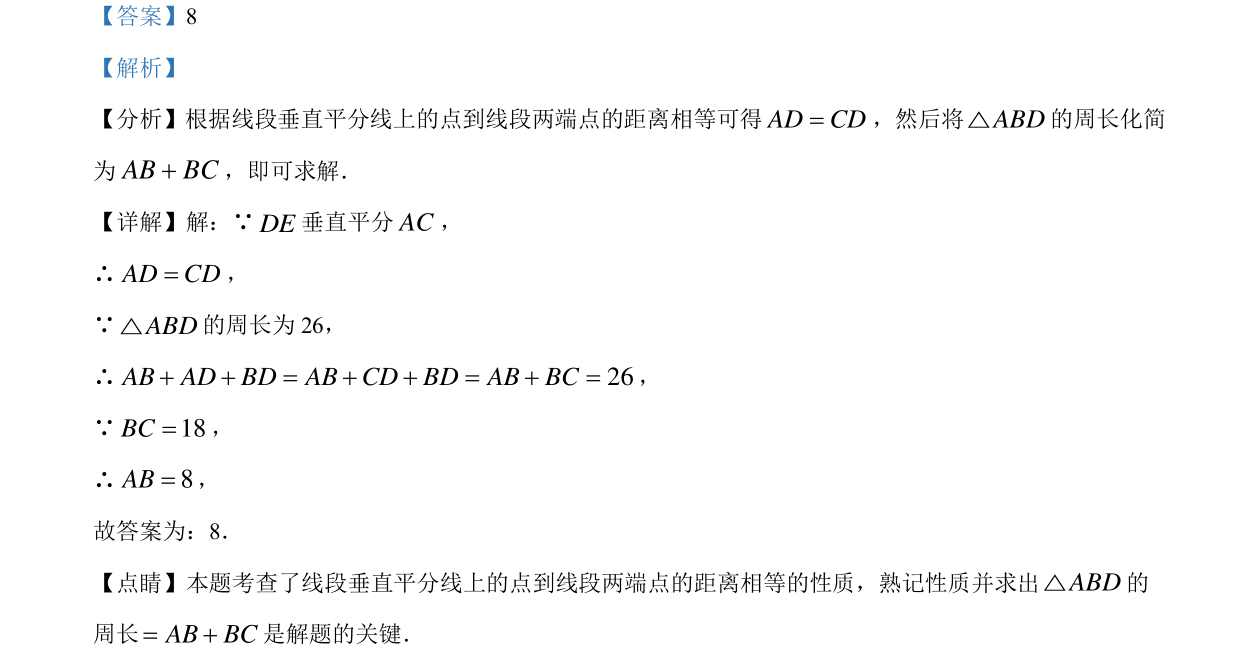 【答案】8
【解析】
【分析】根据线段垂直平分线上的点到线段两端点的距离相等可得 AD = CD，然后将△ABD 的周长化简
为 AB + BC，即可求解．
【详解】解：∵ DE 垂直平分 AC，
∴ AD = CD，
∵ △ABD 的周长为 26，
∴ AB + AD + BD = AB + CD + BD = AB + BC = 26，
∵ BC = 18，
∴ AB = 8，
故答案为：8．
【点睛】本题考查了线段垂直平分线上的点到线段两端点的距离相等的性质，熟记性质并求出△ABD 的
周长 = AB + BC 是解题的关键．